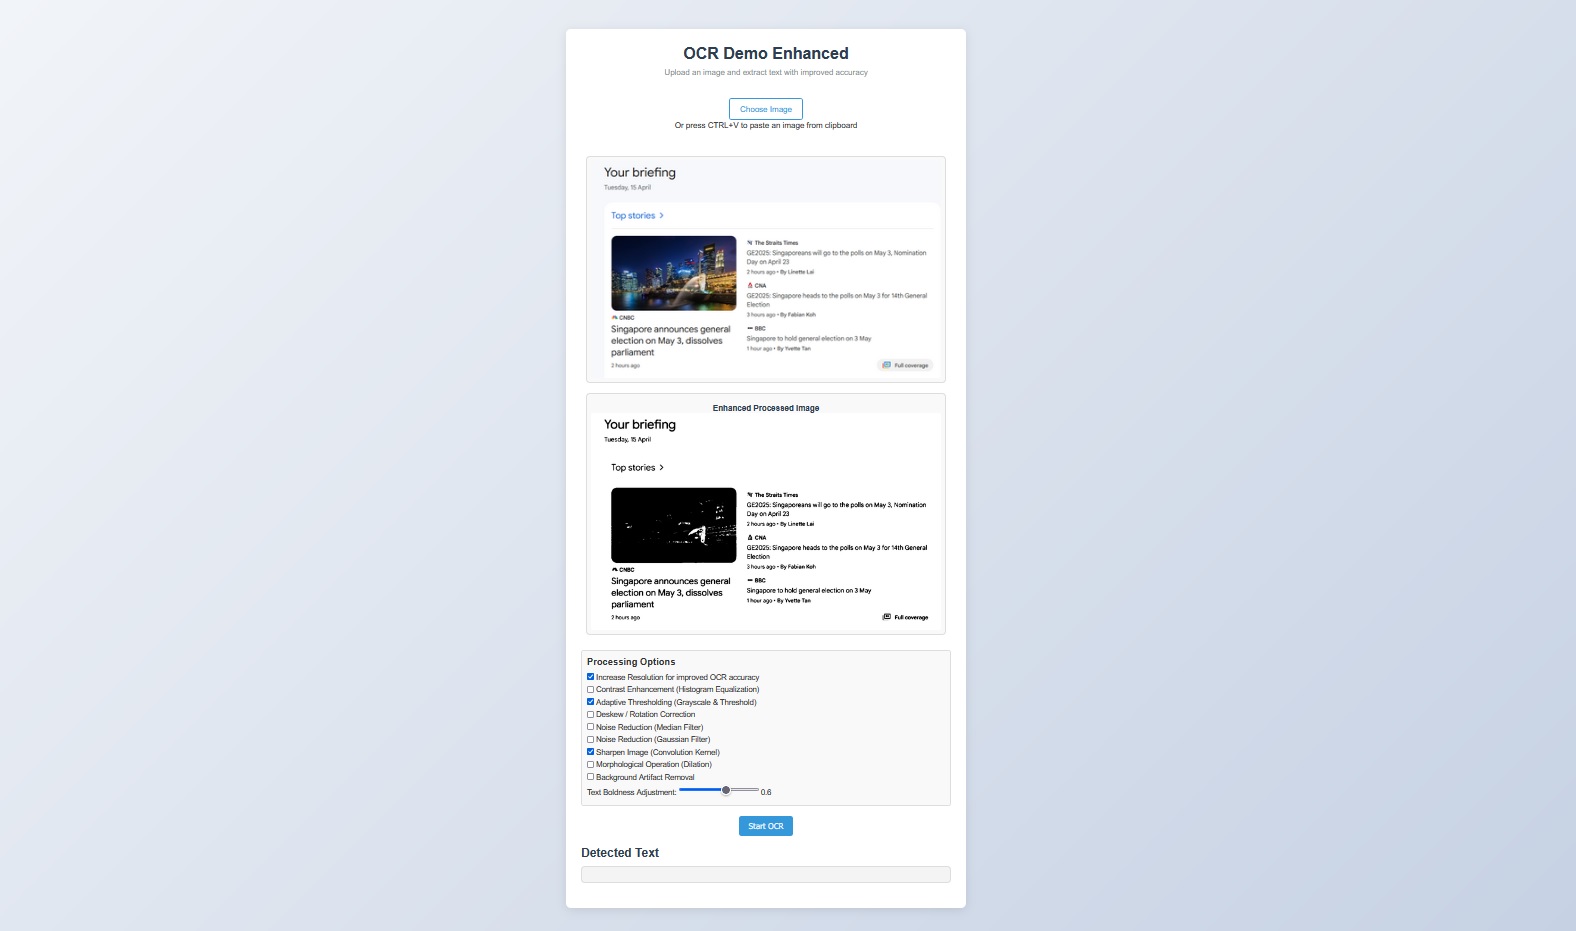 OCR Demo Enhanced
Upload an image and extract text with improved accuracy
Choose Image
Or press CTRL+V to paste an image from clipboard
Your briefing
Tuesday, 15 April
Top stories >
CNBC
Singapore announces general
election on May 3, dissolves
parliament
2 hours ago
The Straits Times
GE2025: Singaporeans will go to the polls on May 3, Nomination
Day on April 23
2 hours ago • By Linette Lai
CNA
GE2025: Singapore heads to the polls on May 3 for 14th General
Election
3 hours ago • By Fabian Koh
BBC
Singapore to hold general election on 3 May
1 hour ago • By Yvette Tan
Full coverage
Enhanced Processed Image
Your briefing
Tuesday, 15 April
Top stories >
CNBC
Singapore announces general
election on May 3, dissolves
parliament
2 hours ago
The Straits Times
GE2025: Singaporeans will go to the polls on May 3, Nomination
Day on April 23
2 hours ago • By Linette Lai
CNA
GE2025: Singapore heads to the polls on May 3 for 14th General
Election
3 hours ago • By Fabian Koh
BBC
Singapore to hold general election on 3 May
1 hour ago • By Yvette Tan
Full coverage
Processing Options
Increase Resolution for improved OCR accuracy
Contrast Enhancement (Histogram Equalization)
Adaptive Thresholding (Grayscale & Threshold)
Deskew / Rotation Correction
Noise Reduction (Median Filter)
Noise Reduction (Gaussian Filter)
Sharpen Image (Convolution Kernel)
Morphological Operation (Dilation)
Background Artifact Removal
Text Boldness Adjustment: 0.6
Start OCR
Detected Text